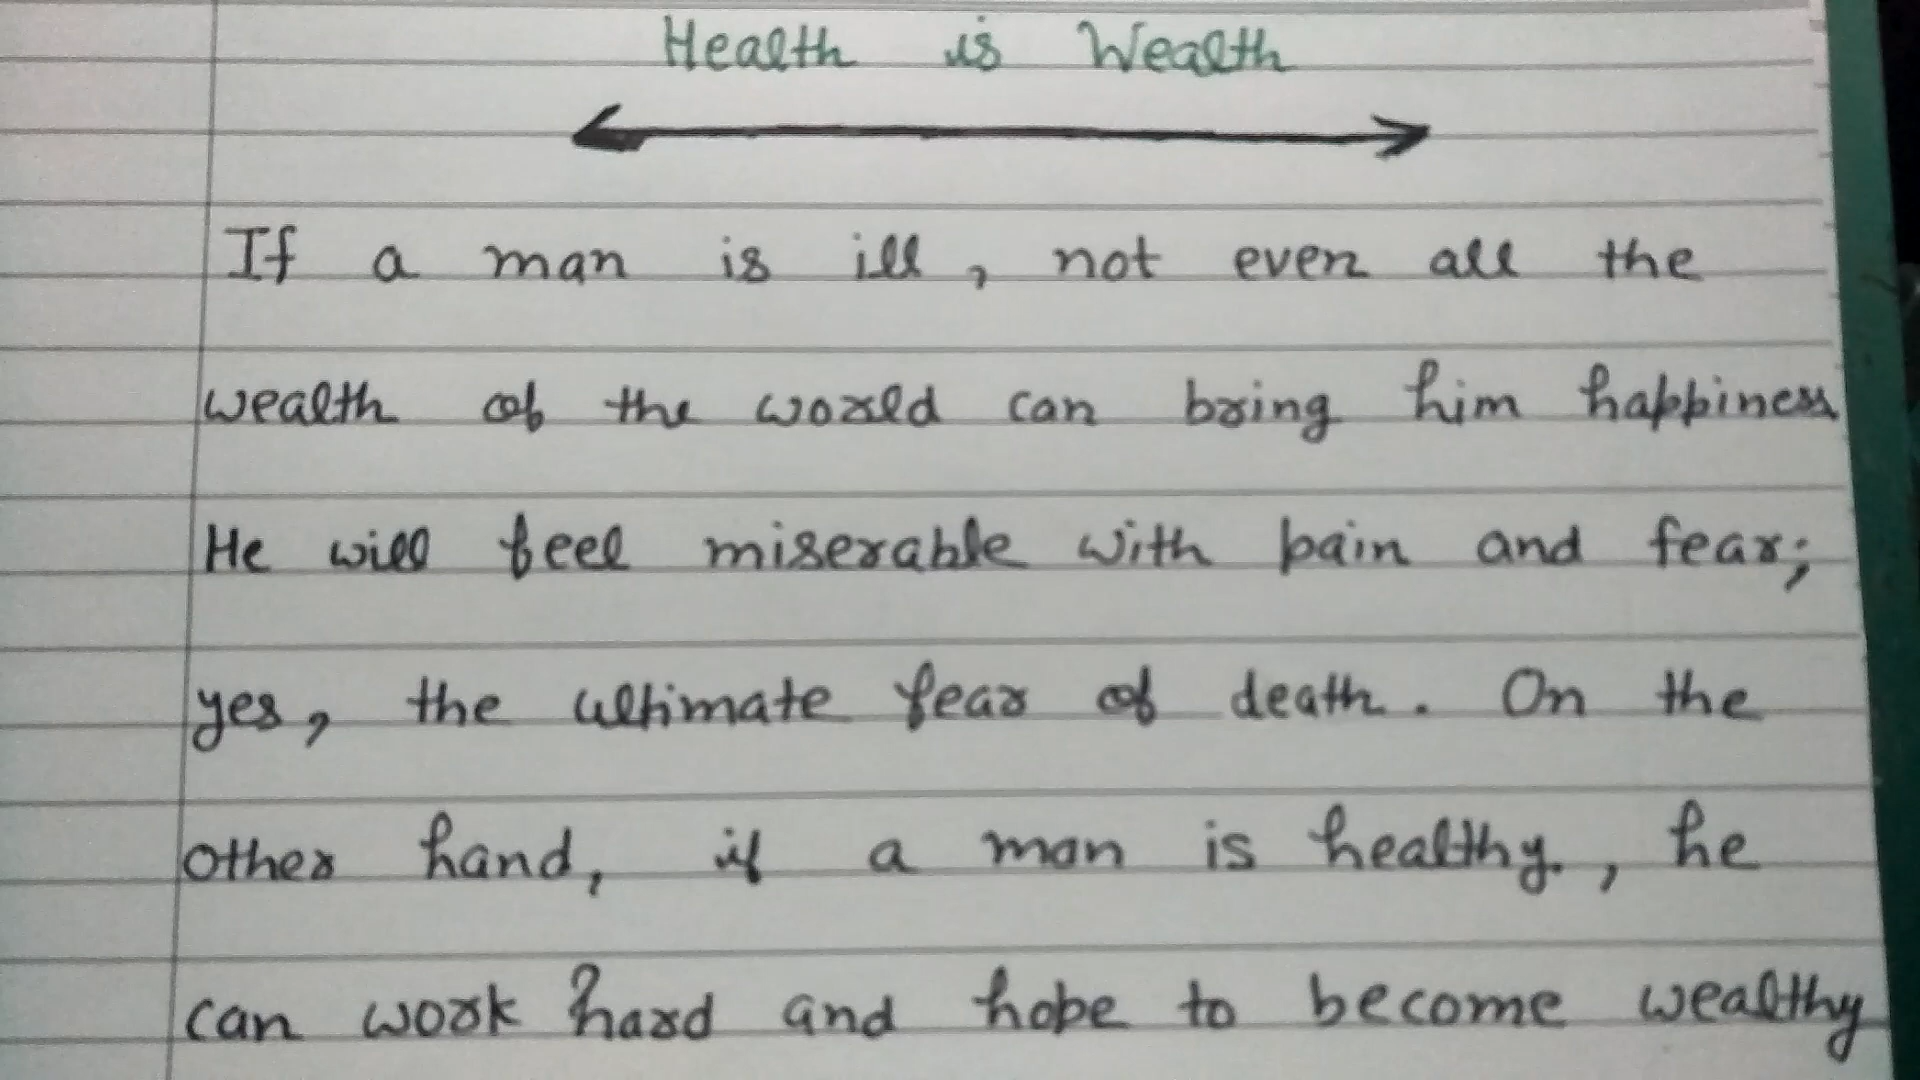 Health is Wealth
If a man is ill, not even all the
wealth of the world can bring him happiness
He will feel miserable with pain and fear;
yes, the ultimate fear of death. On the
other hand, if a man is healthy, he
can work hard and hope to become wealthy